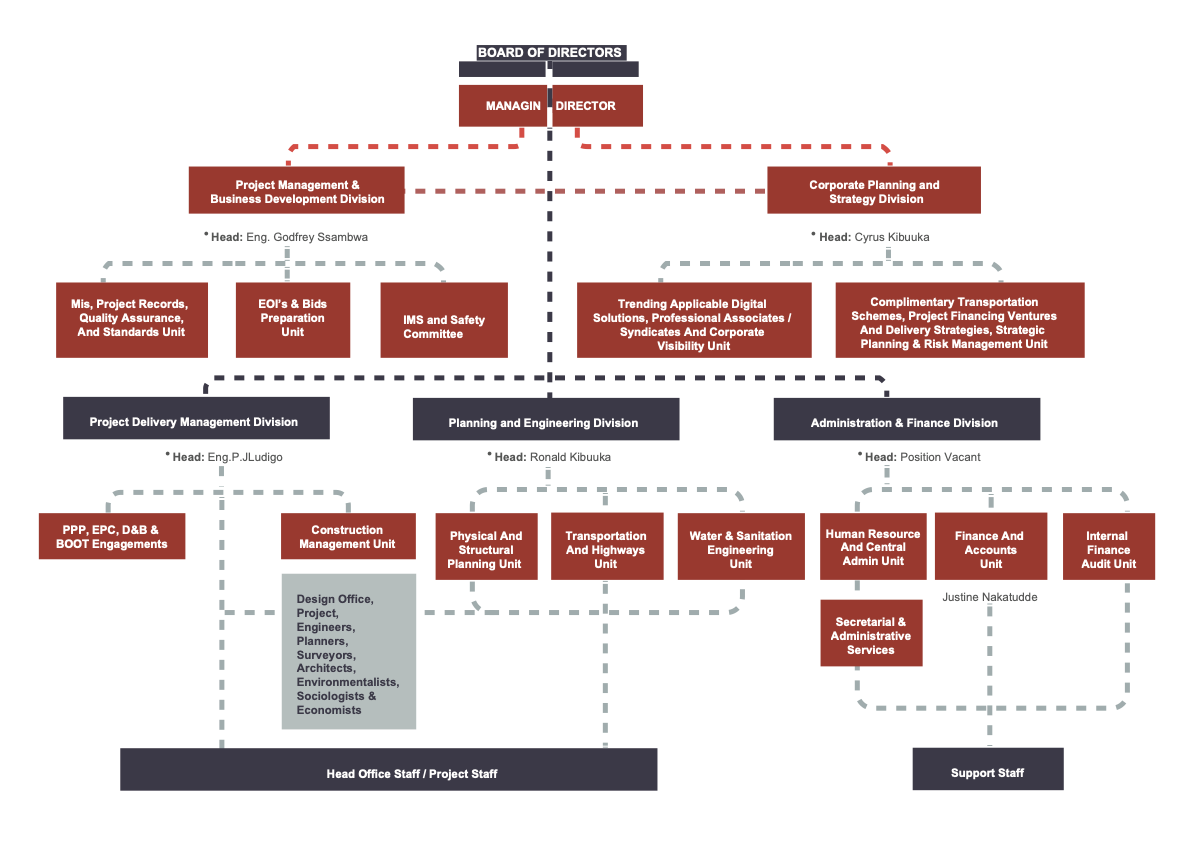 BOARD OF DIRECTORS
MANAGIN DIRECTOR
Project Management &
Business Development Division
Corporate Planning and
Strategy Division
• Head: Eng. Godfrey Ssambwa
• Head: Cyrus Kibuuka
Mis, Project Records,
Quality Assurance,
And Standards Unit
EOI's & Bids
Preparation
Unit
IMS and Safety
Committee
Trending Applicable Digital
Solutions, Professional Associates /
Syndicates And Corporate
Visibility Unit
Complimentary Transportation
Schemes, Project Financing Ventures
And Delivery Strategies, Strategic
Planning & Risk Management Unit
Project Delivery Management Division
Planning and Engineering Division
Administration & Finance Division
• Head: Eng.P.JLudigo
• Head: Ronald Kibuuka
• Head: Position Vacant
PPP, EPC, D&B &
BOOT Engagements
Construction
Management Unit
Physical And
Structural
Planning Unit
Transportation
And Highways
Unit
Water & Sanitation
Engineering
Unit
Human Resource
And Central
Admin Unit
Finance And
Accounts
Unit
Internal
Finance
Audit Unit
Design Office,
Project,
Engineers,
Planners,
Surveyors,
Architects,
Environmentalists,
Sociologists &
Economists
Justine Nakatudde
Secretarial &
Administrative
Services
Head Office Staff / Project Staff
Support Staff